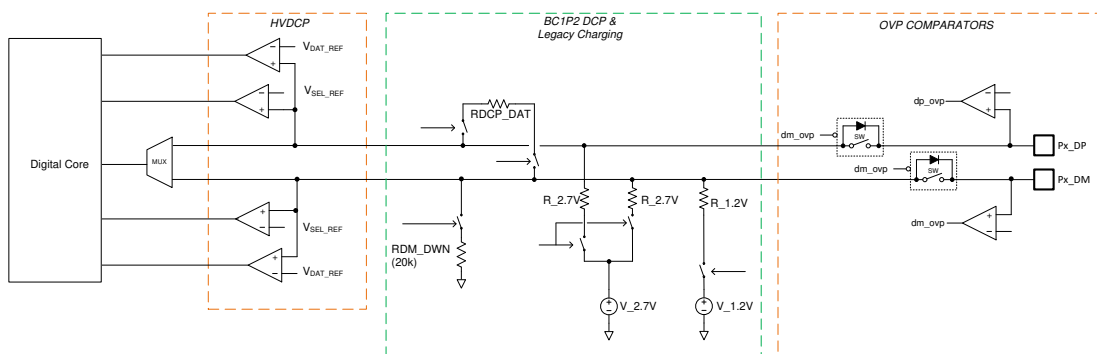 HVDCP
BC1P2 DCP &
Legacy Charging
OVP COMPARATORS
Digital Core
MUX
VDAT_REF
VSEL_REF
VSEL_REF
VDAT_REF
RDCP_DAT
RDM_DWN
(20k)
R_2.7V
R_2.7V
R_1.2V
V_2.7V
V_1.2V
dm_ovp
SW
dp_ovp
Px_DP
dm_ovp
SW
Px_DM
dm_ovp